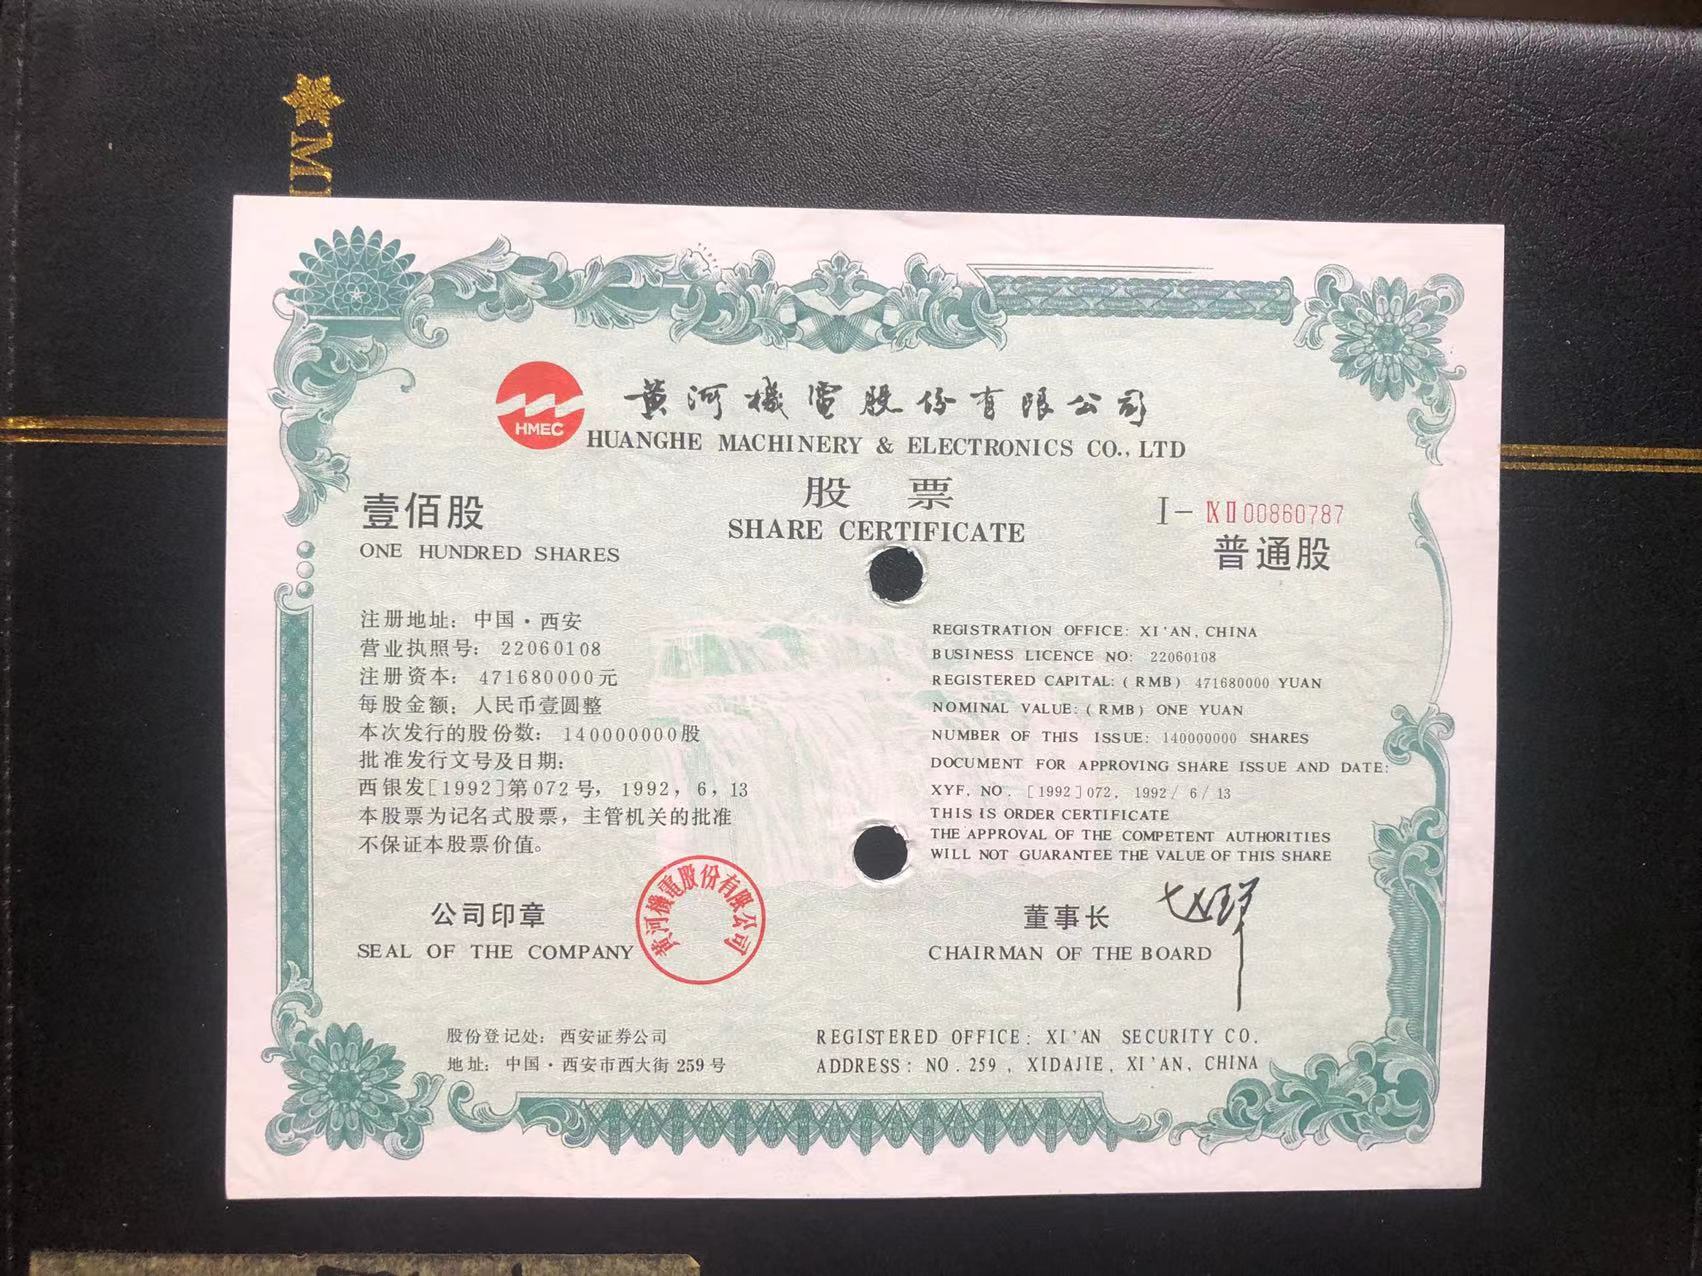 MI
HMEC
黄河機電股份有限公司
HUANGHE MACHINERY & ELECTRONICS CO., LTD
股票
SHARE CERTIFICATE
壹佰股
ONE HUNDRED SHARES
I-
00860787
普通股
注册地址：中国·西安
营业执照号：22060108
注册资本：471680000元
每股金额：人民币壹圆整
本次发行的股份数：140000000股
批准发行文号及日期：
西银发[1992]第072号，1992，6，13
本股票为记名式股票，主管机关的批准
不保证本股票价值。
REGISTRATION OFFICE: XI'AN, CHINA
BUSINESS LICENCE NO: 22060108
REGISTERED CAPITAL: (RMB) 471680000 YUAN
NOMINAL VALUE: (RMB) ONE YUAN
NUMBER OF THIS ISSUE: 140000000 SHARES
DOCUMENT FOR APPROVING SHARE ISSUE AND DATE:
XYF, NO. [1992]072, 1992/6/13
THIS IS ORDER CERTIFICATE
THE APPROVAL OF THE COMPETENT AUTHORITIES
WILL NOT GUARANTEE THE VALUE OF THIS SHARE
公司印章
SEAL OF THE COMPANY
黄河機電股份有限公司
董事长
CHAIRMAN OF THE BOARD
股份登记处：西安证券公司
地址：中国·西安市西大街259号
REGISTERED OFFICE: XI'AN SECURITY CO.
ADDRESS: NO.259, XIDAJIE, XI'AN, CHINA